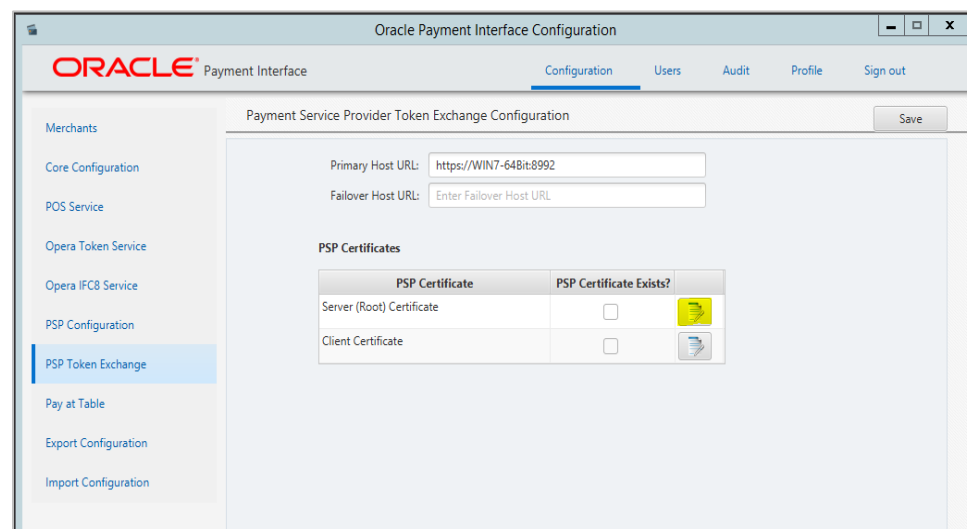 Oracle Payment Interface Configuration
X
ORACLE® Payment Interface
Configuration Users Audit Profile Sign out
Merchants
Core Configuration
POS Service
Opera Token Service
Opera IFC8 Service
PSP Configuration
PSP Token Exchange
Pay at Table
Export Configuration
Import Configuration
Payment Service Provider Token Exchange Configuration
Save
Primary Host URL: https://WIN7-64Bit:8992
Failover Host URL: Enter Failover Host URL
PSP Certificates
PSP Certificate PSP Certificate Exists?
Server (Root) Certificate
Client Certificate